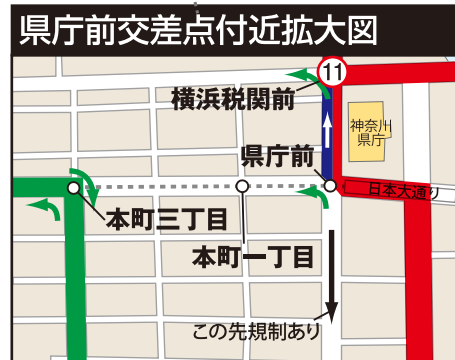 県庁前交差点付近拡大図
11
横浜税関前
神奈川
県庁
県庁前
日本大通り
本町三丁目
本町一丁目
この先規制あり